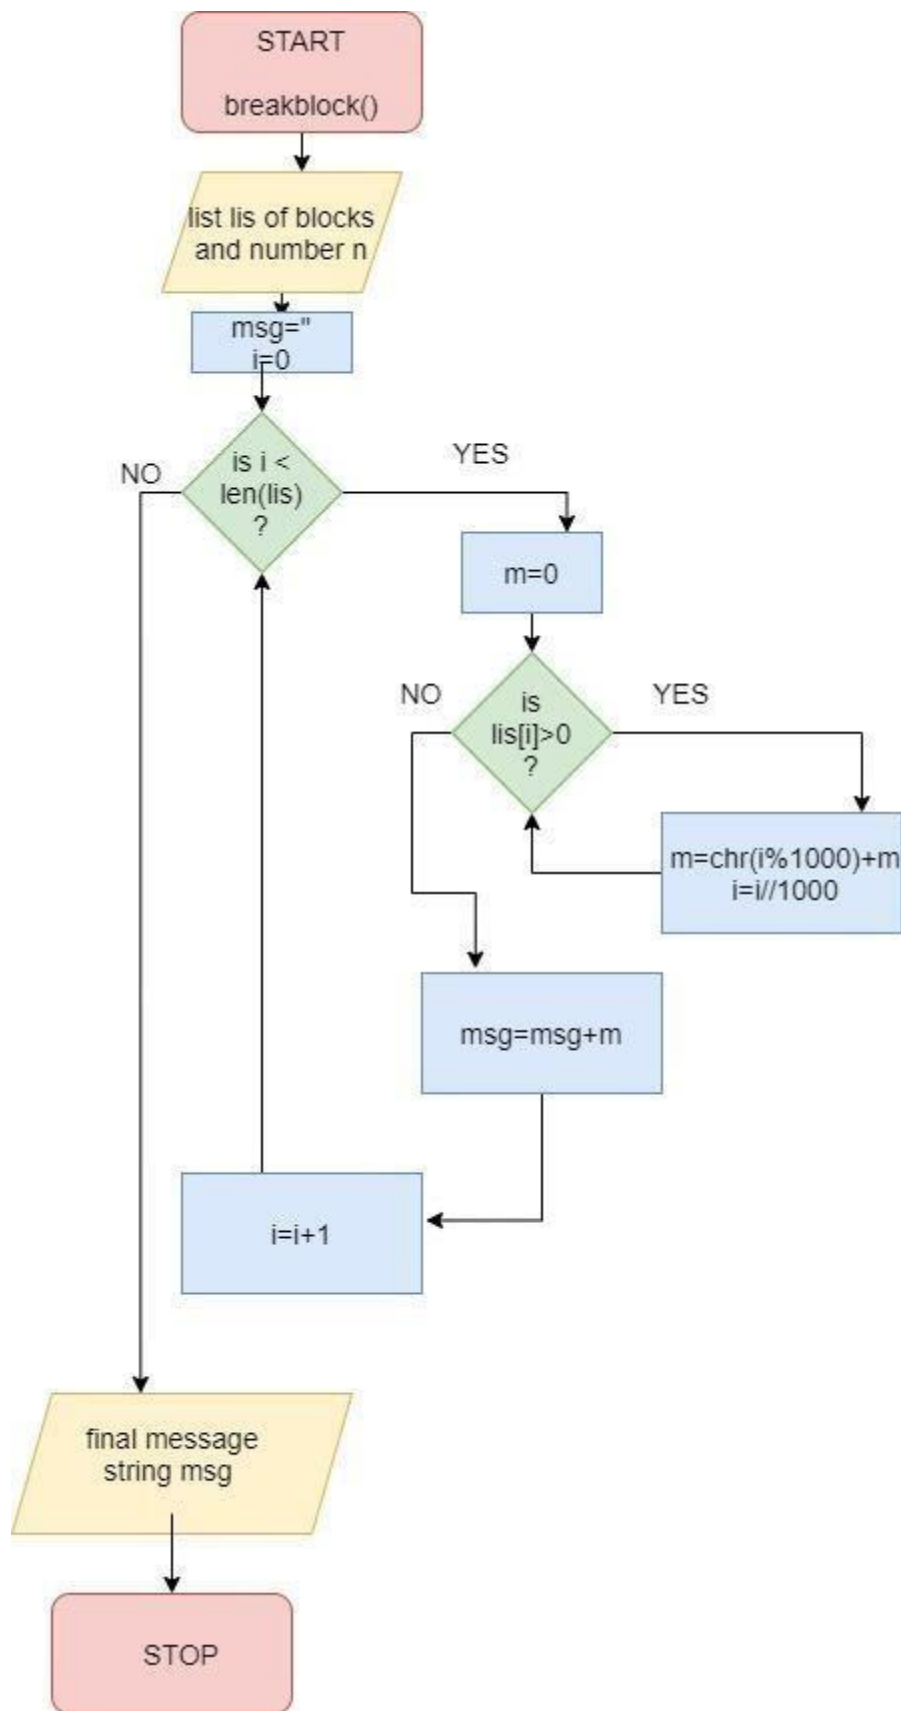 START
breakblock()
list lis of blocks
and number n
msg="
i=0
is i <
len(lis)
?
NO
YES
m=0
is
lis[i]>0
?
NO
YES
m=chr(i%1000)+m
i=i//1000
msg=msg+m
i=i+1
final message
string msg
STOP